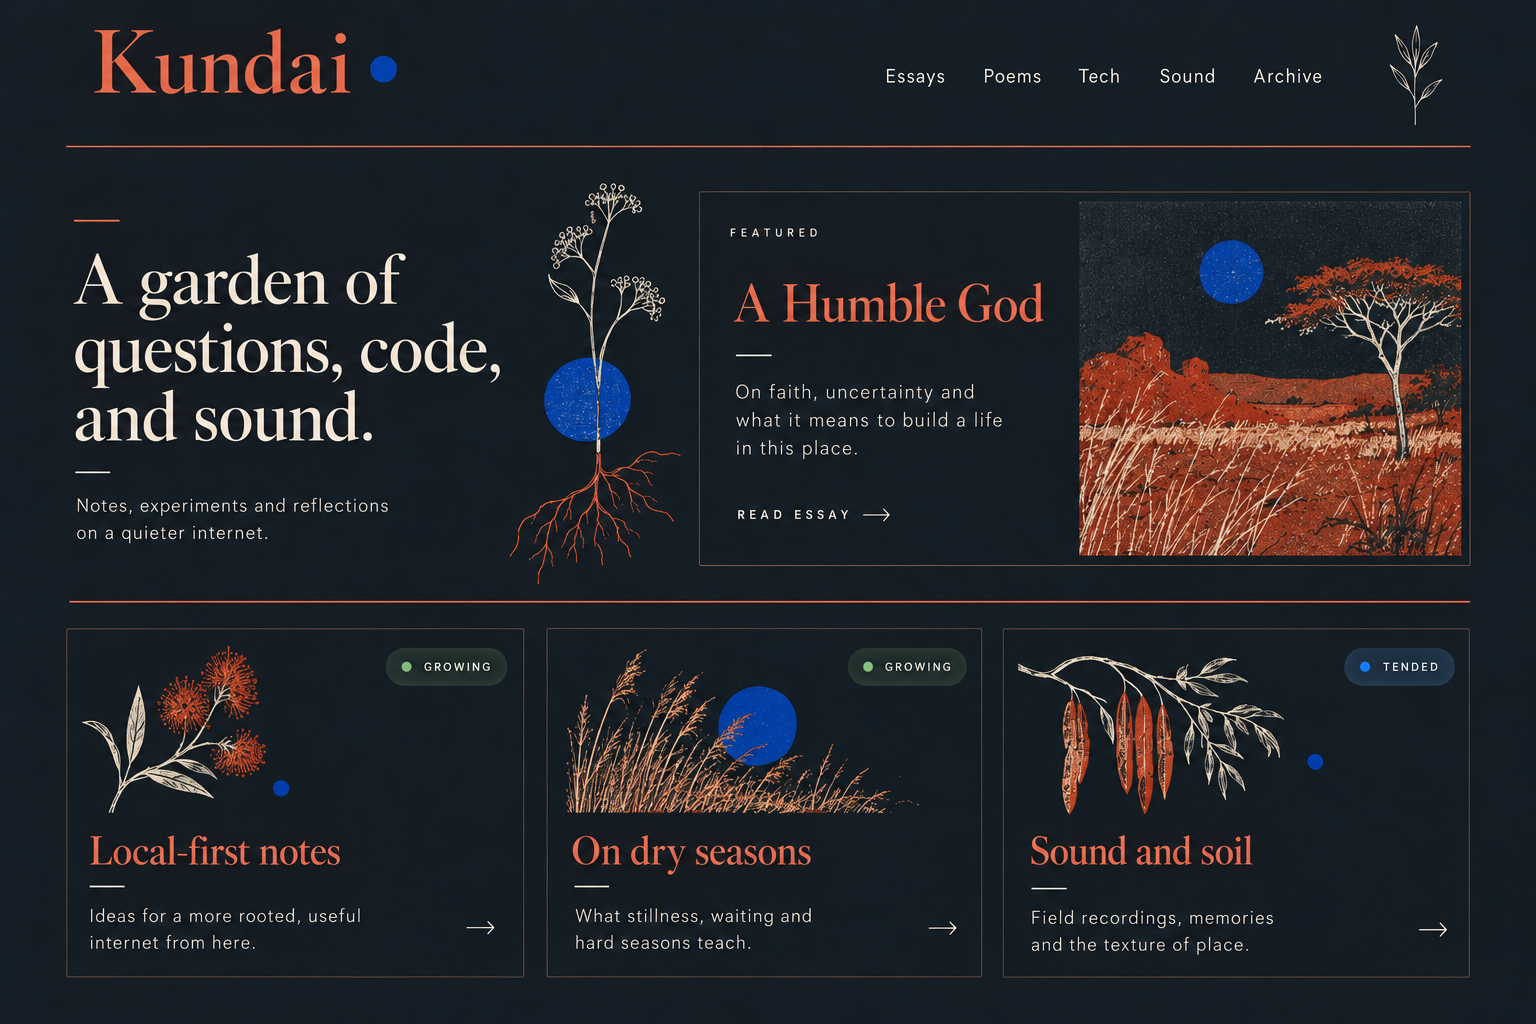 Kundai
Essays
Poems
Tech
Sound
Archive
A garden of
questions, code,
and sound.
Notes, experiments and reflections
on a quieter internet.
FEATURED
A Humble God
On faith, uncertainty and
what it means to build a life
in this place.
READ ESSAY
GROWING
Local-first notes
Ideas for a more rooted, useful
internet from here.
GROWING
On dry seasons
What stillness, waiting and
hard seasons teach.
TENDED
Sound and soil
Field recordings, memories
and the texture of place.